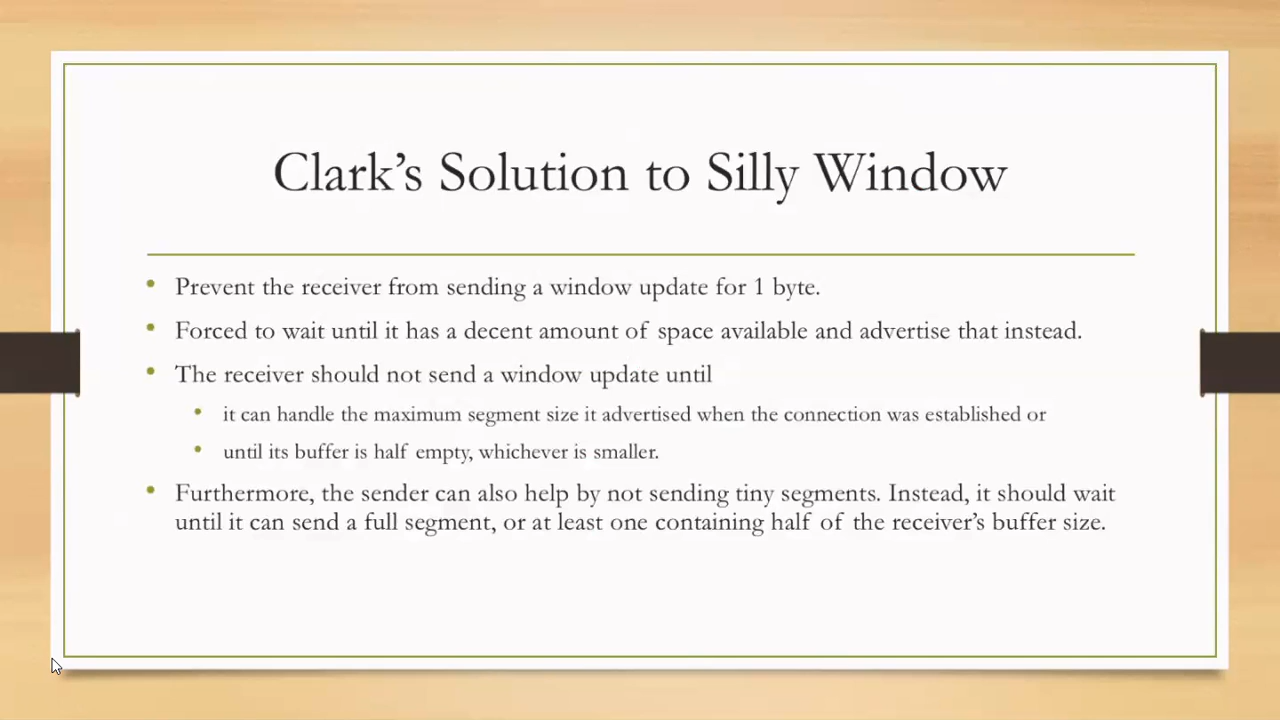 Clark’s Solution to Silly Window
• Prevent the receiver from sending a window update for 1 byte.
• Forced to wait until it has a decent amount of space available and advertise that instead.
• The receiver should not send a window update until
• it can handle the maximum segment size it advertised when the connection was established or
• until its buffer is half empty, whichever is smaller.
• Furthermore, the sender can also help by not sending tiny segments. Instead, it should wait
until it can send a full segment, or at least one containing half of the receiver’s buffer size.